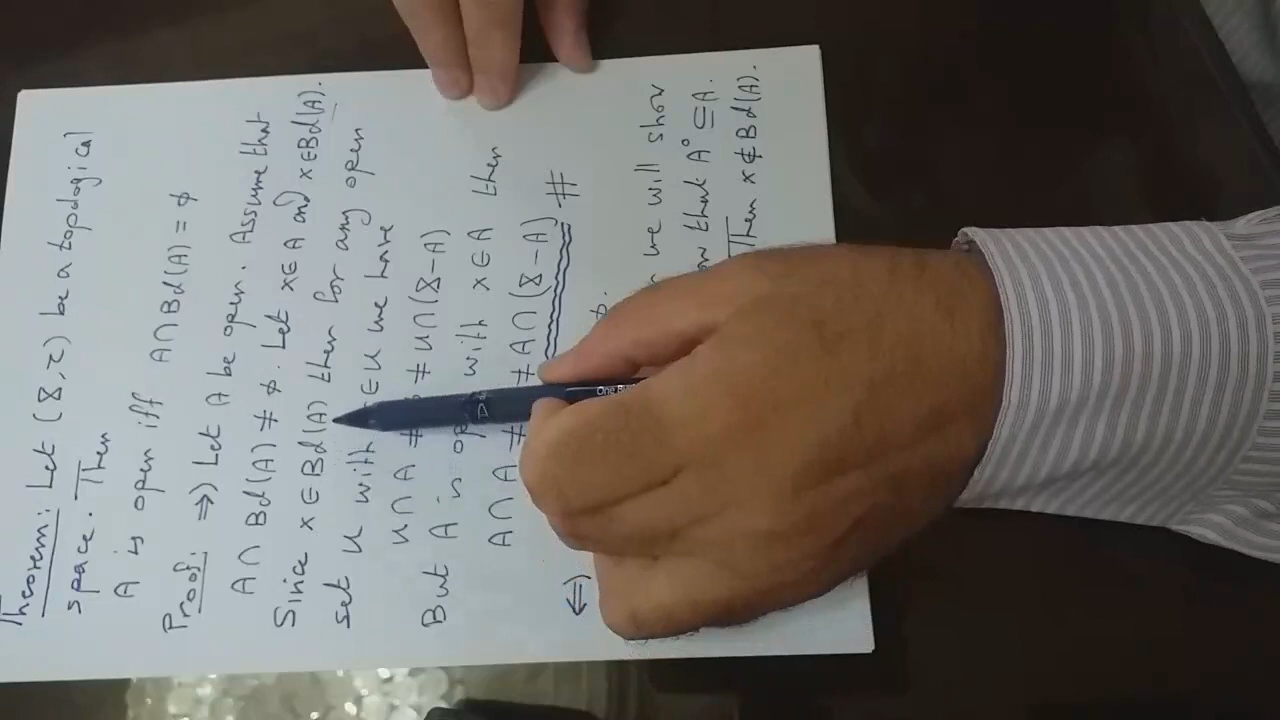 Theorem: Let (X,τ) be a topological
space. Then
A is open iff A∩Bd(A) = ϕ
Proof: ⇒) Let A be open. Assume that
A∩Bd(A) ≠ ϕ. Let x∈A and x∈Bd(A).
Since x∈Bd(A) then for any open
set U with ∈U we have
U∩A ≠ ≠ U∩(X-A)
But A is op with x∈A then
A∩A ≠ ≠ A∩(X-A) #
⇐) ϕ. we will show
that A° ⊆ A.
Then x∉Bd(A).
One